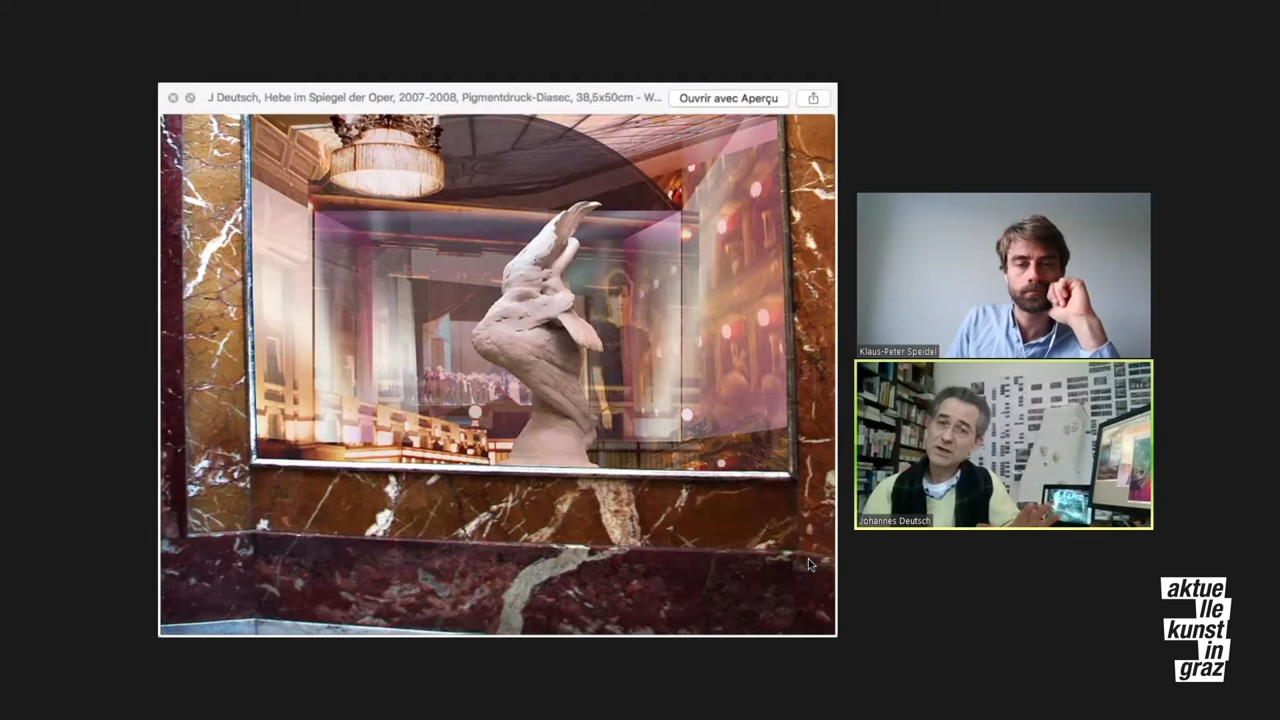 J Deutsch, Hebe im Spiegel der Oper, 2007-2008, Pigmentdruck-Diasec, 38,5x50cm - W...
Ouvrir avec Aperçu
Klaus-Peter Speidel
Johannes Deutsch
aktue
lle
kunst
in
graz